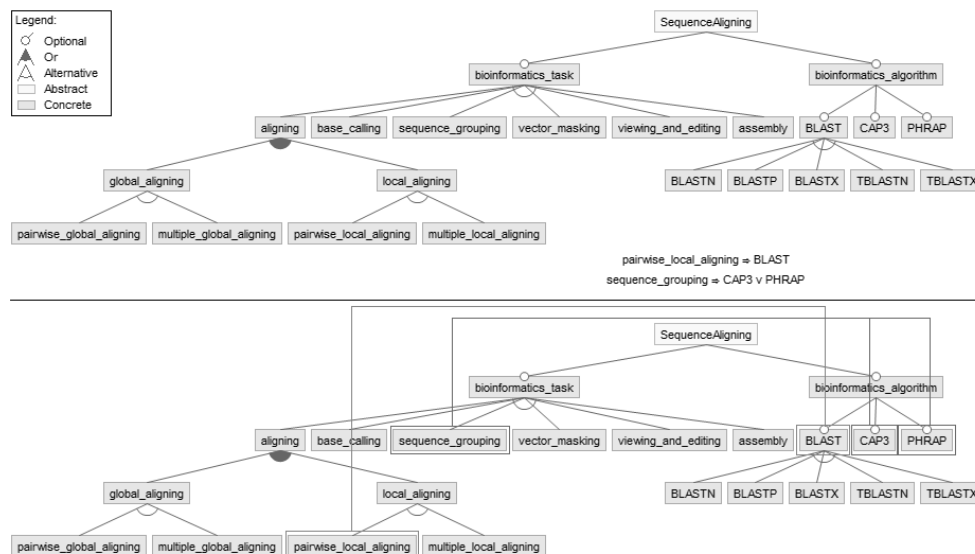 Legend:
Optional
Or
Alternative
Abstract
Concrete
SequenceAligning
bioinformatics_task bioinformatics_algorithm
aligning base_calling sequence_grouping vector_masking viewing_and_editing assembly BLAST CAP3 PHRAP
global_aligning local_aligning BLASTN BLASTP BLASTX TBLASTN TBLASTX
pairwise_global_aligning multiple_global_aligning pairwise_local_aligning multiple_local_aligning
pairwise_local_aligning ⇒ BLAST
sequence_grouping ⇒ CAP3 ∨ PHRAP
SequenceAligning
bioinformatics_task bioinformatics_algorithm
aligning base_calling sequence_grouping vector_masking viewing_and_editing assembly BLAST CAP3 PHRAP
global_aligning local_aligning BLASTN BLASTP BLASTX TBLASTN TBLASTX
pairwise_global_aligning multiple_global_aligning pairwise_local_aligning multiple_local_aligning